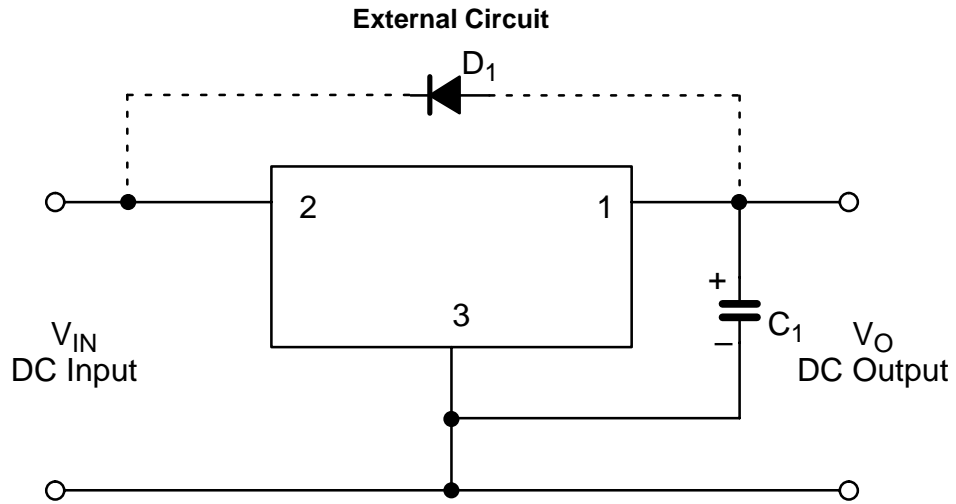 External Circuit
D1
2
1
3
+
−
C1
VIN
DC Input
VO
DC Output